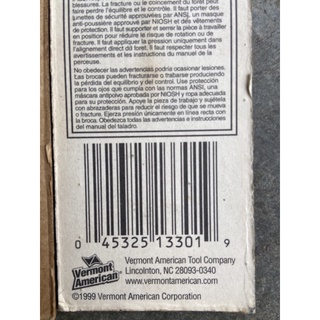 blessures. La fracture ou le coincement du foret peut
entraîner la perte d'équilibre et le contrôle. Il faut porter des
lunettes de sécurité approuvées par ANSI, un masque
anti-poussière approuvé par NIOSH et des vêtements
de protection. Il faut supporter et sentir la pièce à travailler
en position pour réduire le risque de rotation ou de
fracture. Il faut appliquer la pression uniquement dans
l'alignement direct du foret. Il faut respecter tous les
avertissements et instructions du manuel de la perceuse.
No obedecer las advertencias podría ocasionar lesiones.
Las brocas pueden fracturarse o trabarse produciendo
la pérdida del equilibrio y del control. Use protección
para los ojos que cumpla con las normas ANSI, una
máscara antipolvo aprobada por NIOSH y ropa adecuada
para su protección. Apoye la pieza de trabajo y sujétela
con abrazaderas para reducir el riesgo de que se mueva
o fracture. Ejerza presión únicamente en línea recta con
la broca. Obedezca todas las advertencias e instrucciones
del manual del taladro.
0 45325 13301 9
Vermont American
Vermont American Tool Company
Lincolnton, NC 28093-0340
www.vermontamerican.com
©1999 Vermont American Corporation